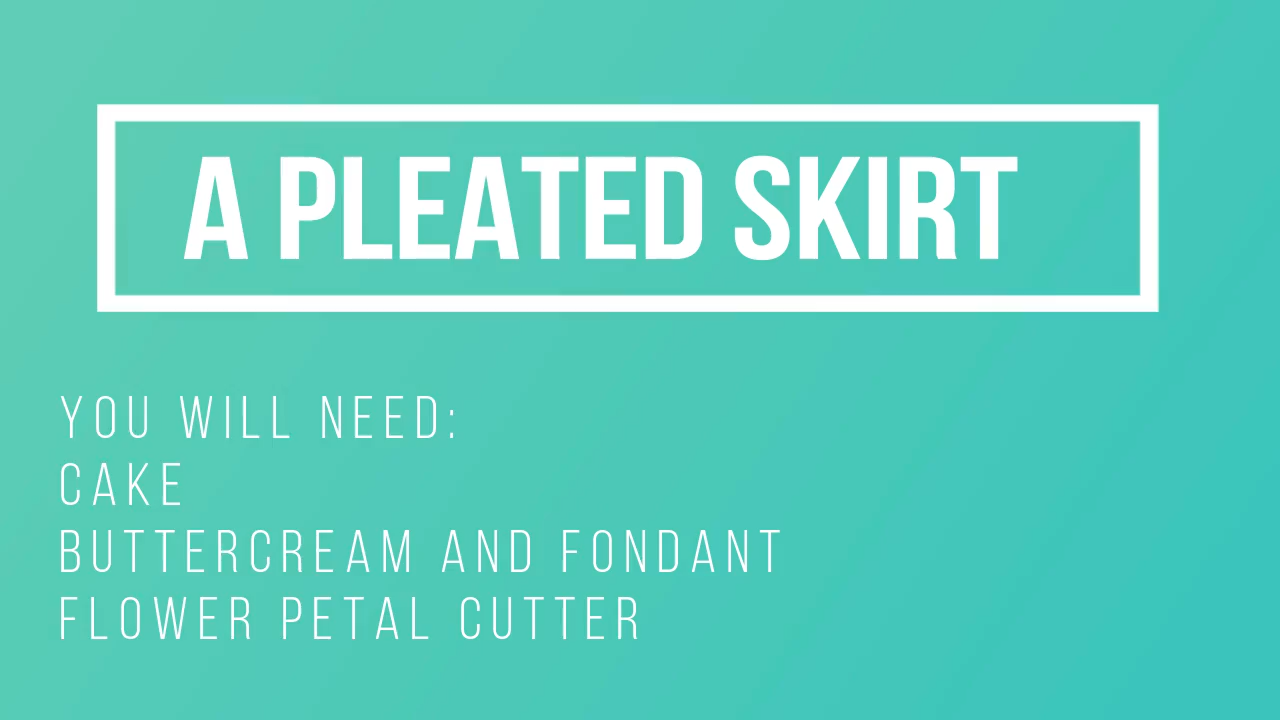 A PLEATED SKIRT
YOU WILL NEED:
CAKE
BUTTERCREAM AND FONDANT
FLOWER PETAL CUTTER